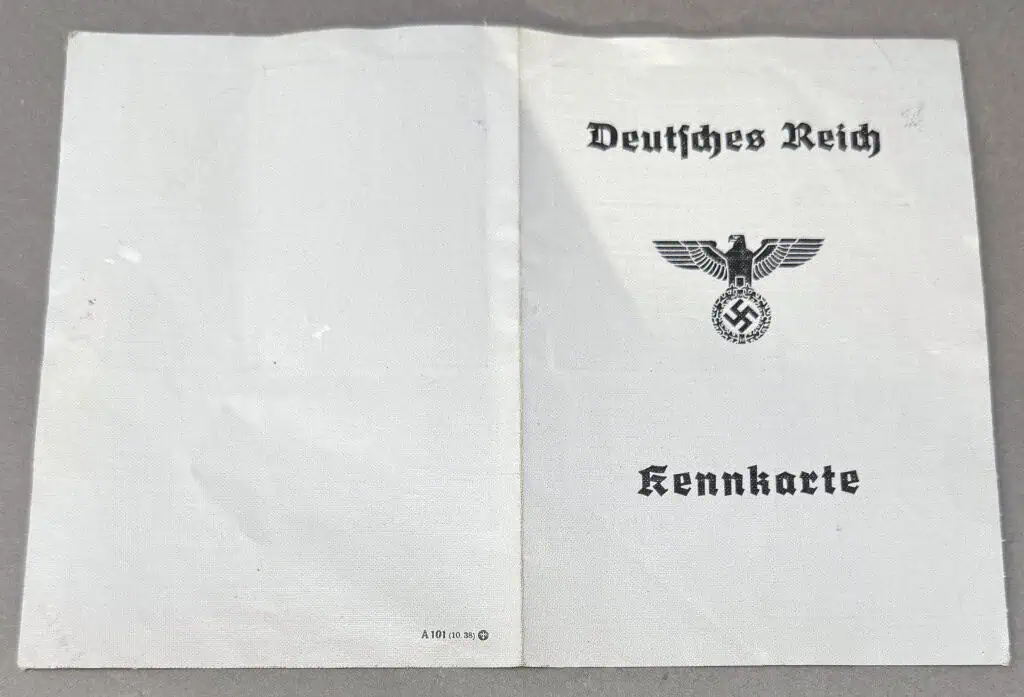 Deutſches Reich
Kennkarte
A 101 (10. 38)